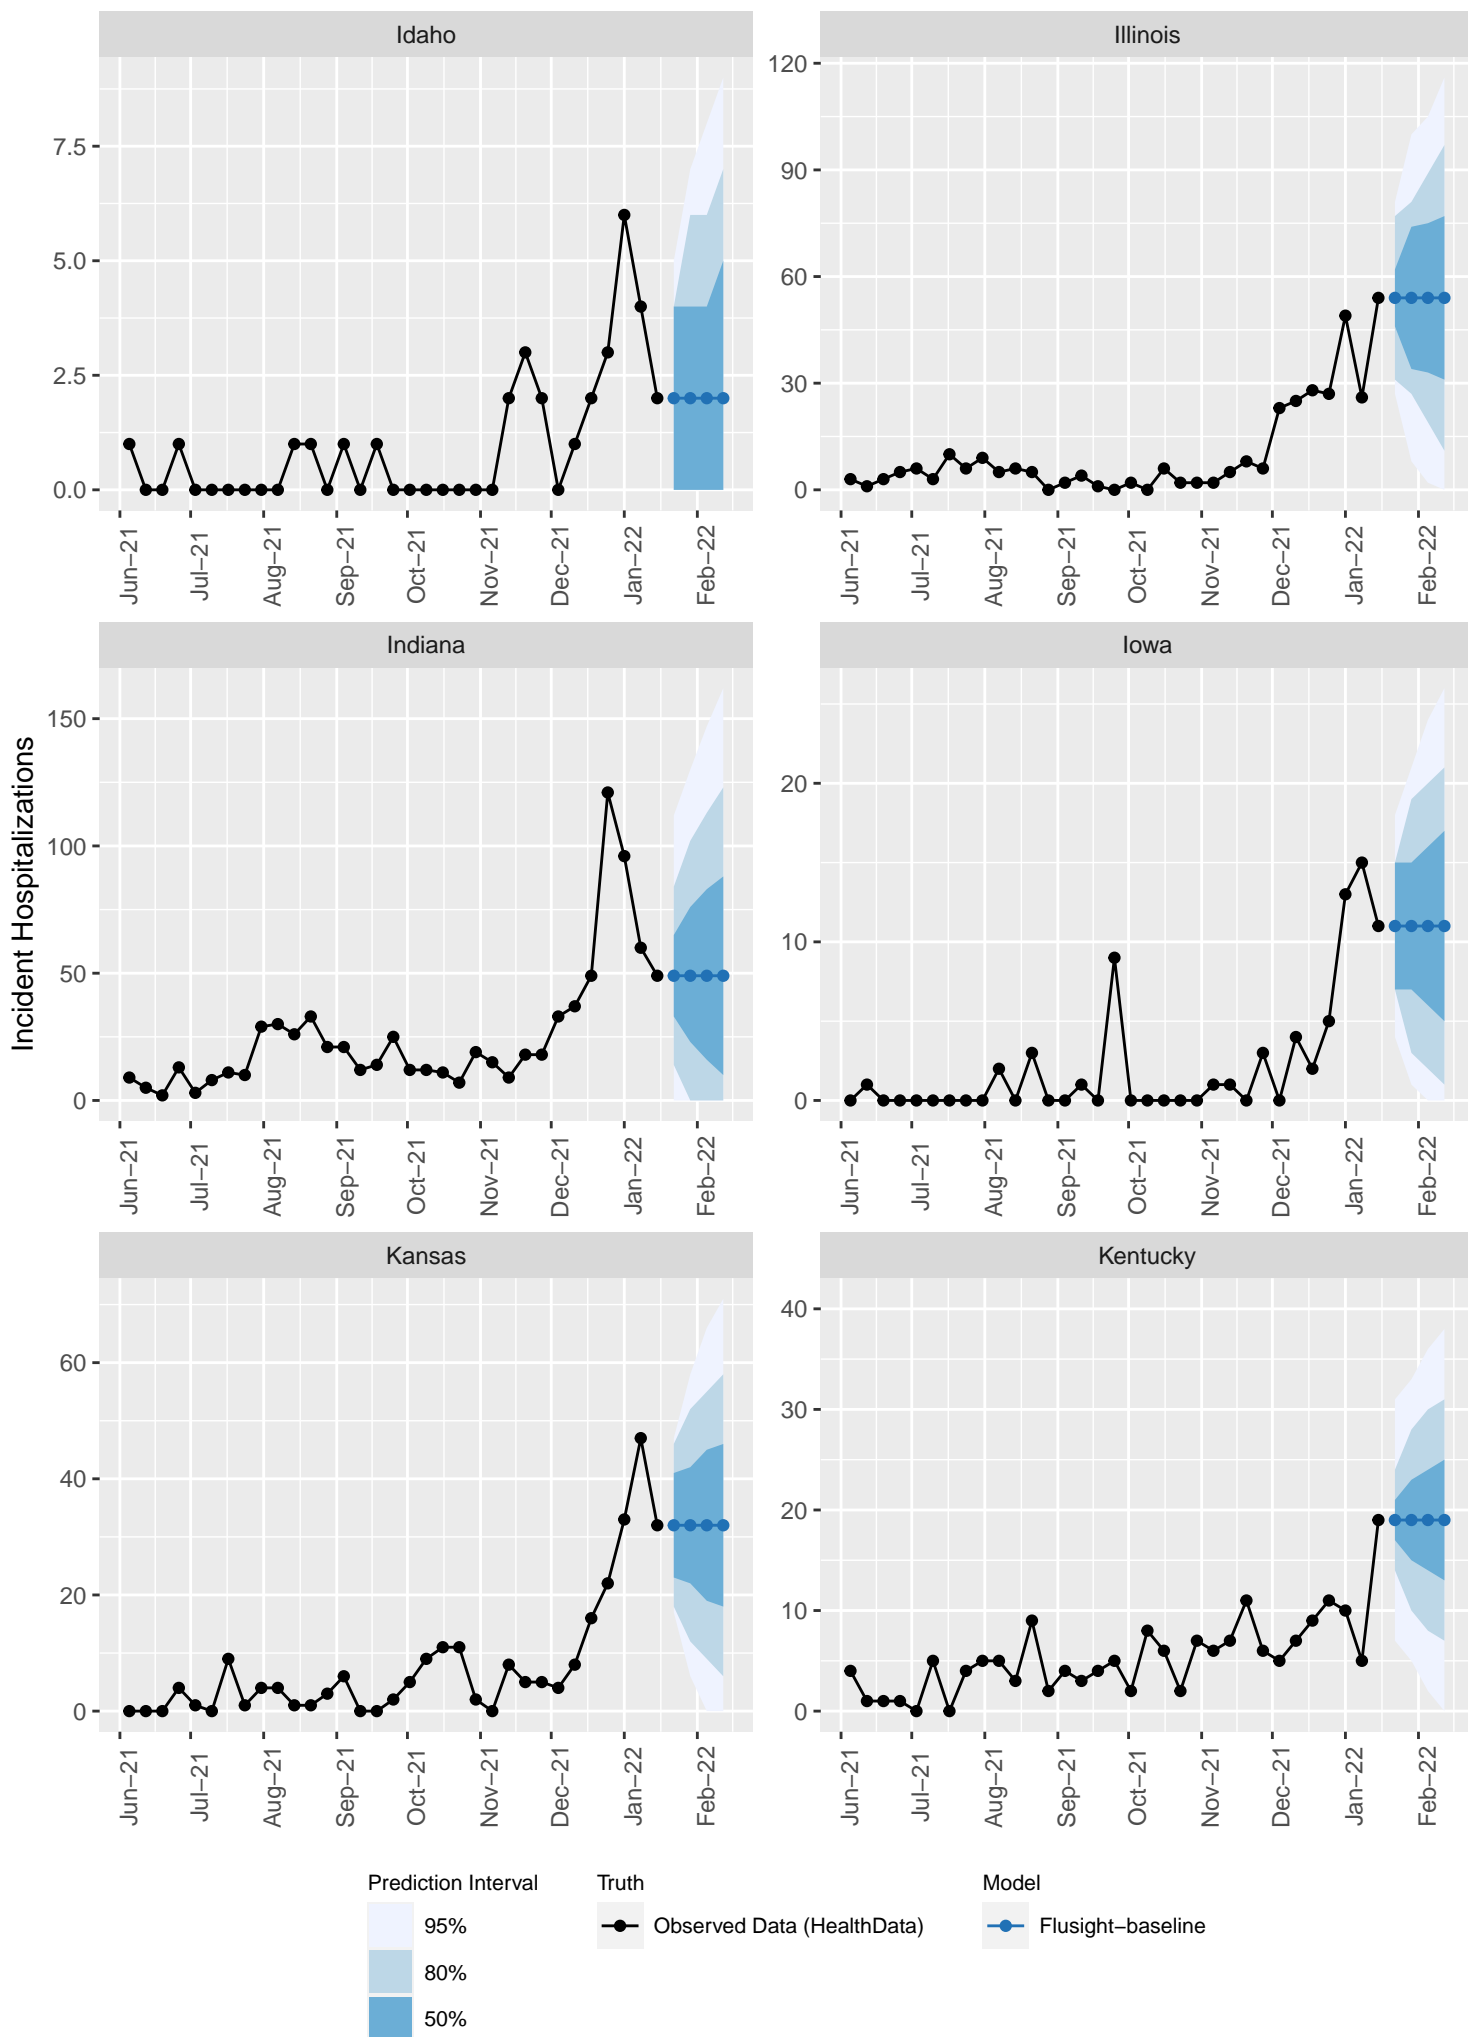 Idaho
Illinois
7.5
5.0
2.5
0.0
120
90
60
30
0
Jun−21
Jul−21
Aug−21
Sep−21
Oct−21
Nov−21
Dec−21
Jan−22
Feb−22
Jun−21
Jul−21
Aug−21
Sep−21
Oct−21
Nov−21
Dec−21
Jan−22
Feb−22
Incident Hospitalizations
Indiana
Iowa
150
100
50
0
20
10
0
Jun−21
Jul−21
Aug−21
Sep−21
Oct−21
Nov−21
Dec−21
Jan−22
Feb−22
Jun−21
Jul−21
Aug−21
Sep−21
Oct−21
Nov−21
Dec−21
Jan−22
Feb−22
Kansas
Kentucky
60
40
20
0
40
30
20
10
0
Jun−21
Jul−21
Aug−21
Sep−21
Oct−21
Nov−21
Dec−21
Jan−22
Feb−22
Jun−21
Jul−21
Aug−21
Sep−21
Oct−21
Nov−21
Dec−21
Jan−22
Feb−22
Prediction Interval
95%
80%
50%
Truth
Observed Data (HealthData)
Model
Flusight−baseline